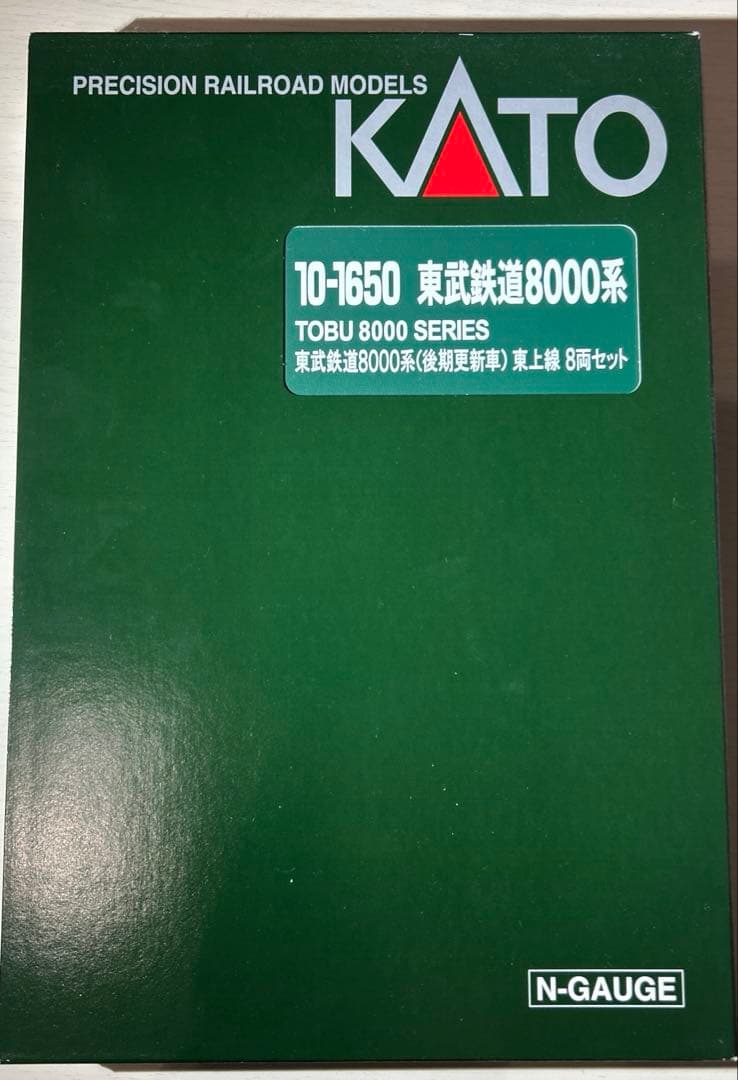 PRECISION RAILROAD MODELS
KATO
10-1650 東武鉄道8000系
TOBU 8000 SERIES
東武鉄道8000系(後期更新車) 東上線 8両セット
N-GAUGE